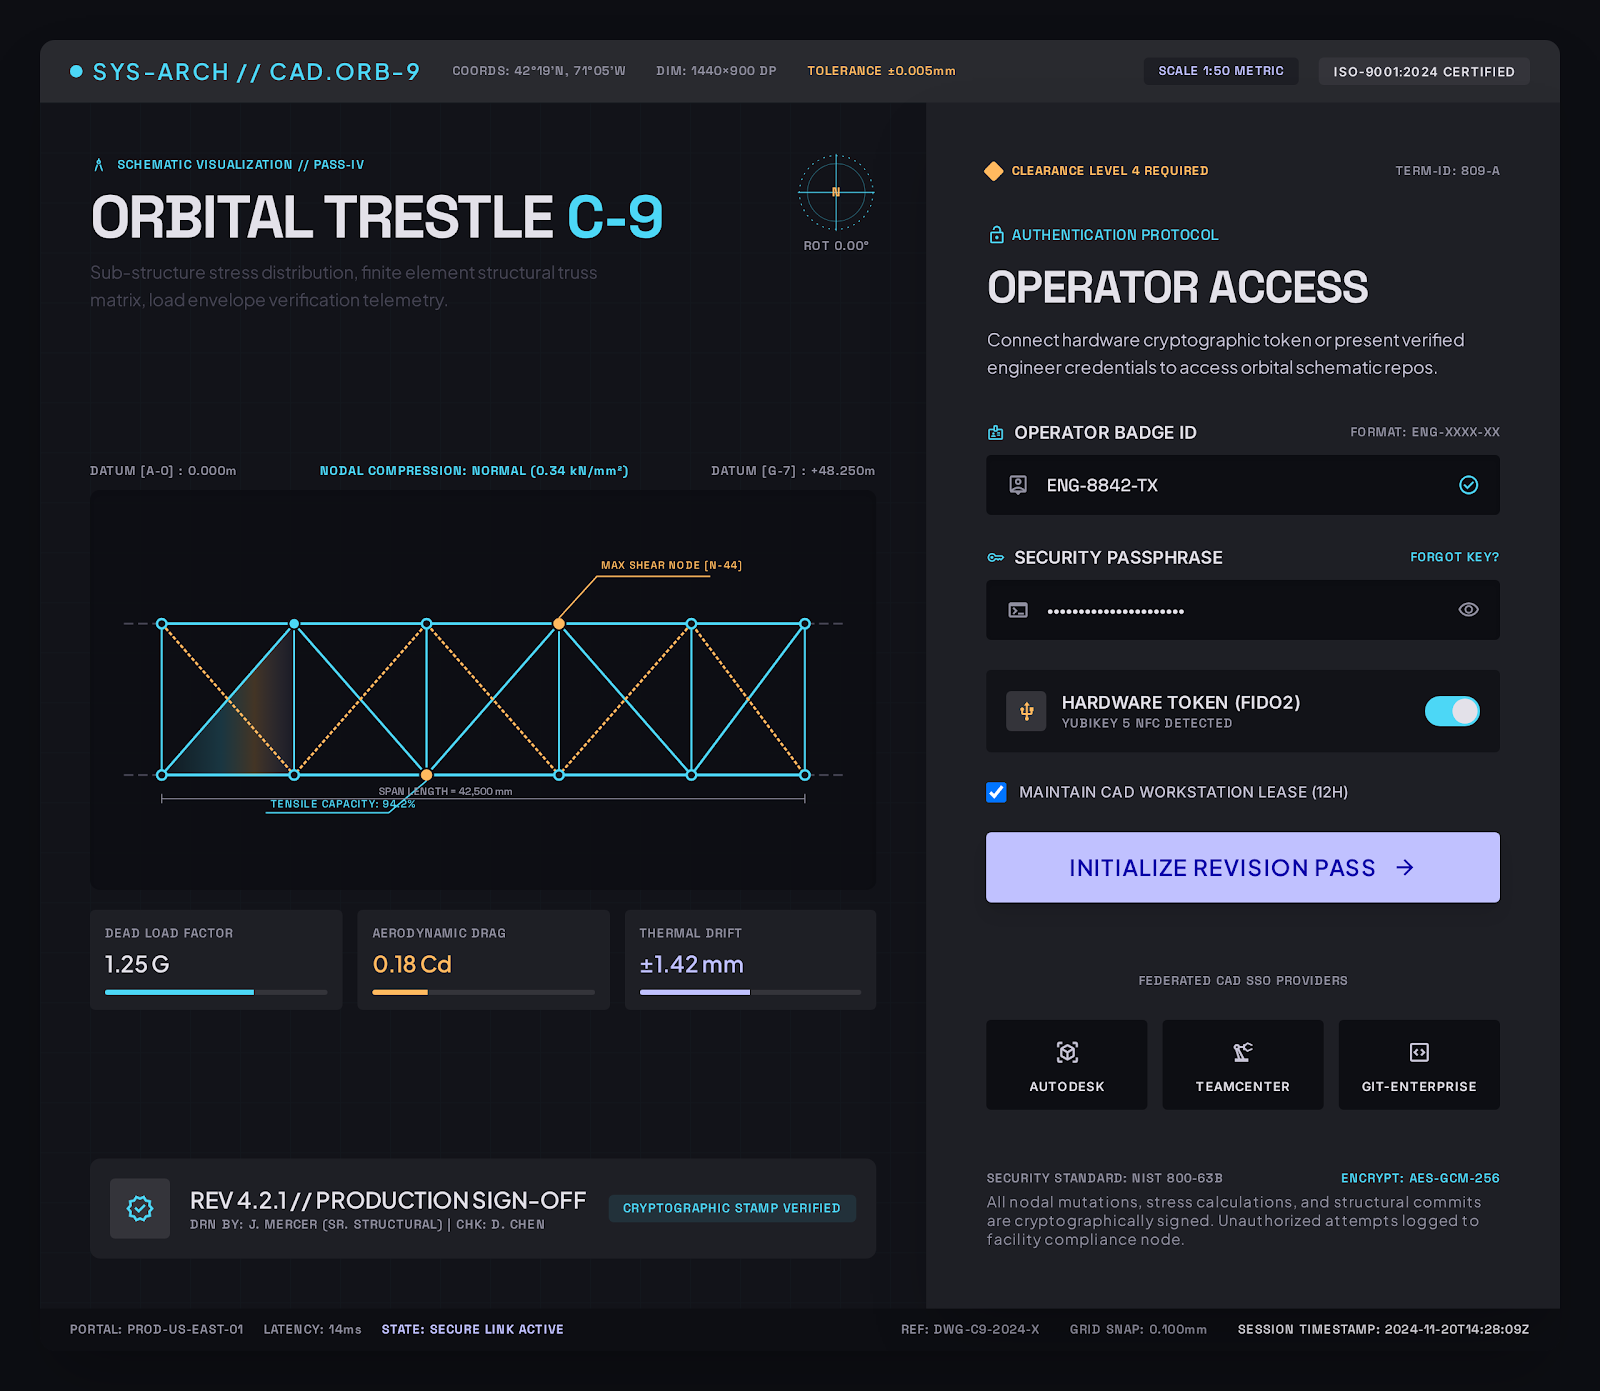 SYS-ARCH // CAD.ORB-9
COORDS: 42°19'N, 71°05'W
DIM: 1440×900 DP
TOLERANCE ±0.005mm
SCALE 1:50 METRIC
ISO-9001:2024 CERTIFIED
SCHEMATIC VISUALIZATION // PASS-IV
ORBITAL TRESTLE C-9
Sub-structure stress distribution, finite element structural truss
matrix, load envelope verification telemetry.
N
ROT 0.00°
DATUM [A-0] : 0.000m
NODAL COMPRESSION: NORMAL (0.34 kN/mm²)
DATUM [G-7] : +48.250m
MAX SHEAR NODE [N-44]
SPAN LENGTH = 42,500 mm
TENSILE CAPACITY: 94.2%
DEAD LOAD FACTOR
1.25 G
AERODYNAMIC DRAG
0.18 Cd
THERMAL DRIFT
±1.42 mm
REV 4.2.1 // PRODUCTION SIGN-OFF
DRN BY: J. MERCER (SR. STRUCTURAL) | CHK: D. CHEN
CRYPTOGRAPHIC STAMP VERIFIED
CLEARANCE LEVEL 4 REQUIRED
TERM-ID: 809-A
AUTHENTICATION PROTOCOL
OPERATOR ACCESS
Connect hardware cryptographic token or present verified
engineer credentials to access orbital schematic repos.
OPERATOR BADGE ID
FORMAT: ENG-XXXX-XX
ENG-8842-TX
SECURITY PASSPHRASE
FORGOT KEY?
••••••••••••••••••••••
HARDWARE TOKEN (FIDO2)
YUBIKEY 5 NFC DETECTED
MAINTAIN CAD WORKSTATION LEASE (12H)
INITIALIZE REVISION PASS
FEDERATED CAD SSO PROVIDERS
AUTODESK
TEAMCENTER
GIT-ENTERPRISE
SECURITY STANDARD: NIST 800-63B
ENCRYPT: AES-GCM-256
All nodal mutations, stress calculations, and structural commits
are cryptographically signed. Unauthorized attempts logged to
facility compliance node.
PORTAL: PROD-US-EAST-01
LATENCY: 14ms
STATE: SECURE LINK ACTIVE
REF: DWG-C9-2024-X
GRID SNAP: 0.100mm
SESSION TIMESTAMP: 2024-11-20T14:28:09Z